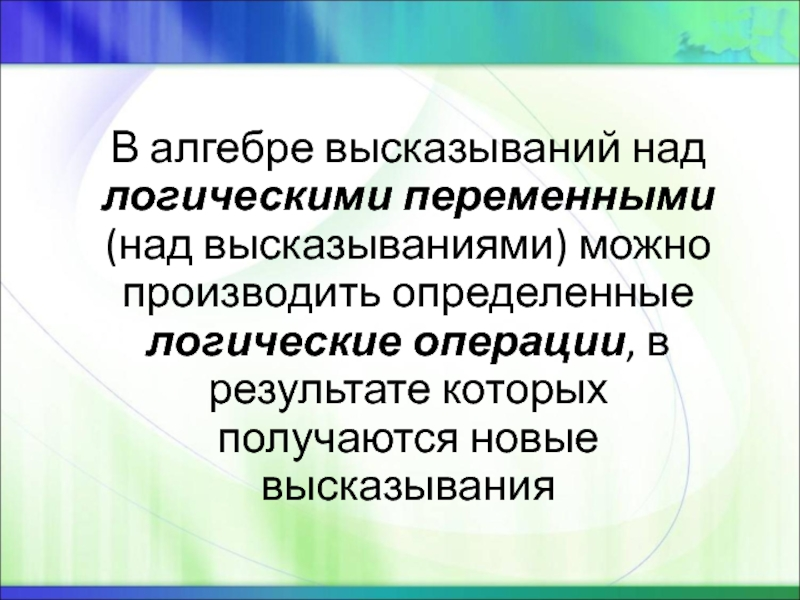 В алгебре высказываний над
логическими переменными
(над высказываниями) можно
производить определенные
логические операции, в
результате которых
получаются новые
высказывания